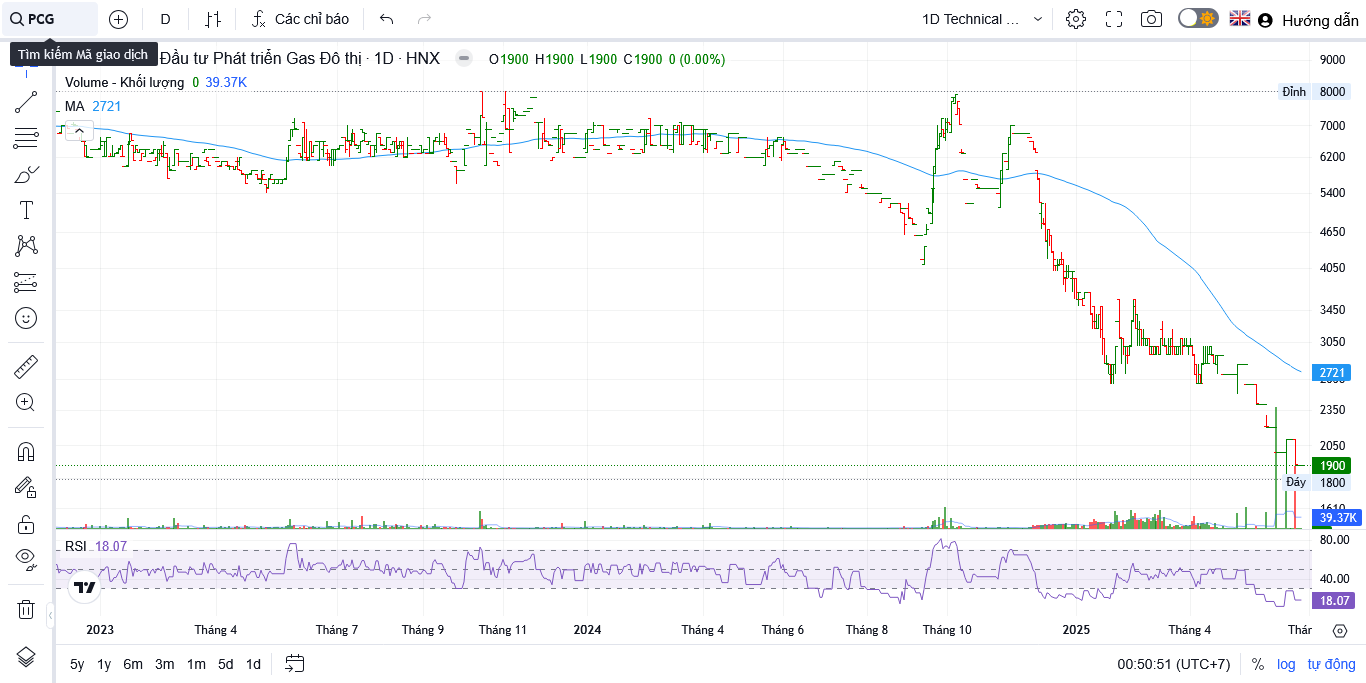 PCG
D
Các chỉ báo
1D Technical ...
Hướng dẫn
Tìm kiếm Mã giao dịch
Đầu tư Phát triển Gas Đô thị · 1D · HNX
O1900 H1900 L1900 C1900 0 (0.00%)
Volume - Khối lượng 0 39.37K
MA 2721
9000
Đỉnh 8000
7000
6200
5400
4650
4050
3450
3050
2721
2350
2050
1900
Đáy 1800
1610
39.37K
RSI 18.07
80.00
40.00
18.07
2023 Tháng 4 Tháng 7 Tháng 9 Tháng 11 2024 Tháng 4 Tháng 6 Tháng 8 Tháng 10 2025 Tháng 4 Thár
5y 1y 6m 3m 1m 5d 1d
00:50:51 (UTC+7) % log tự động